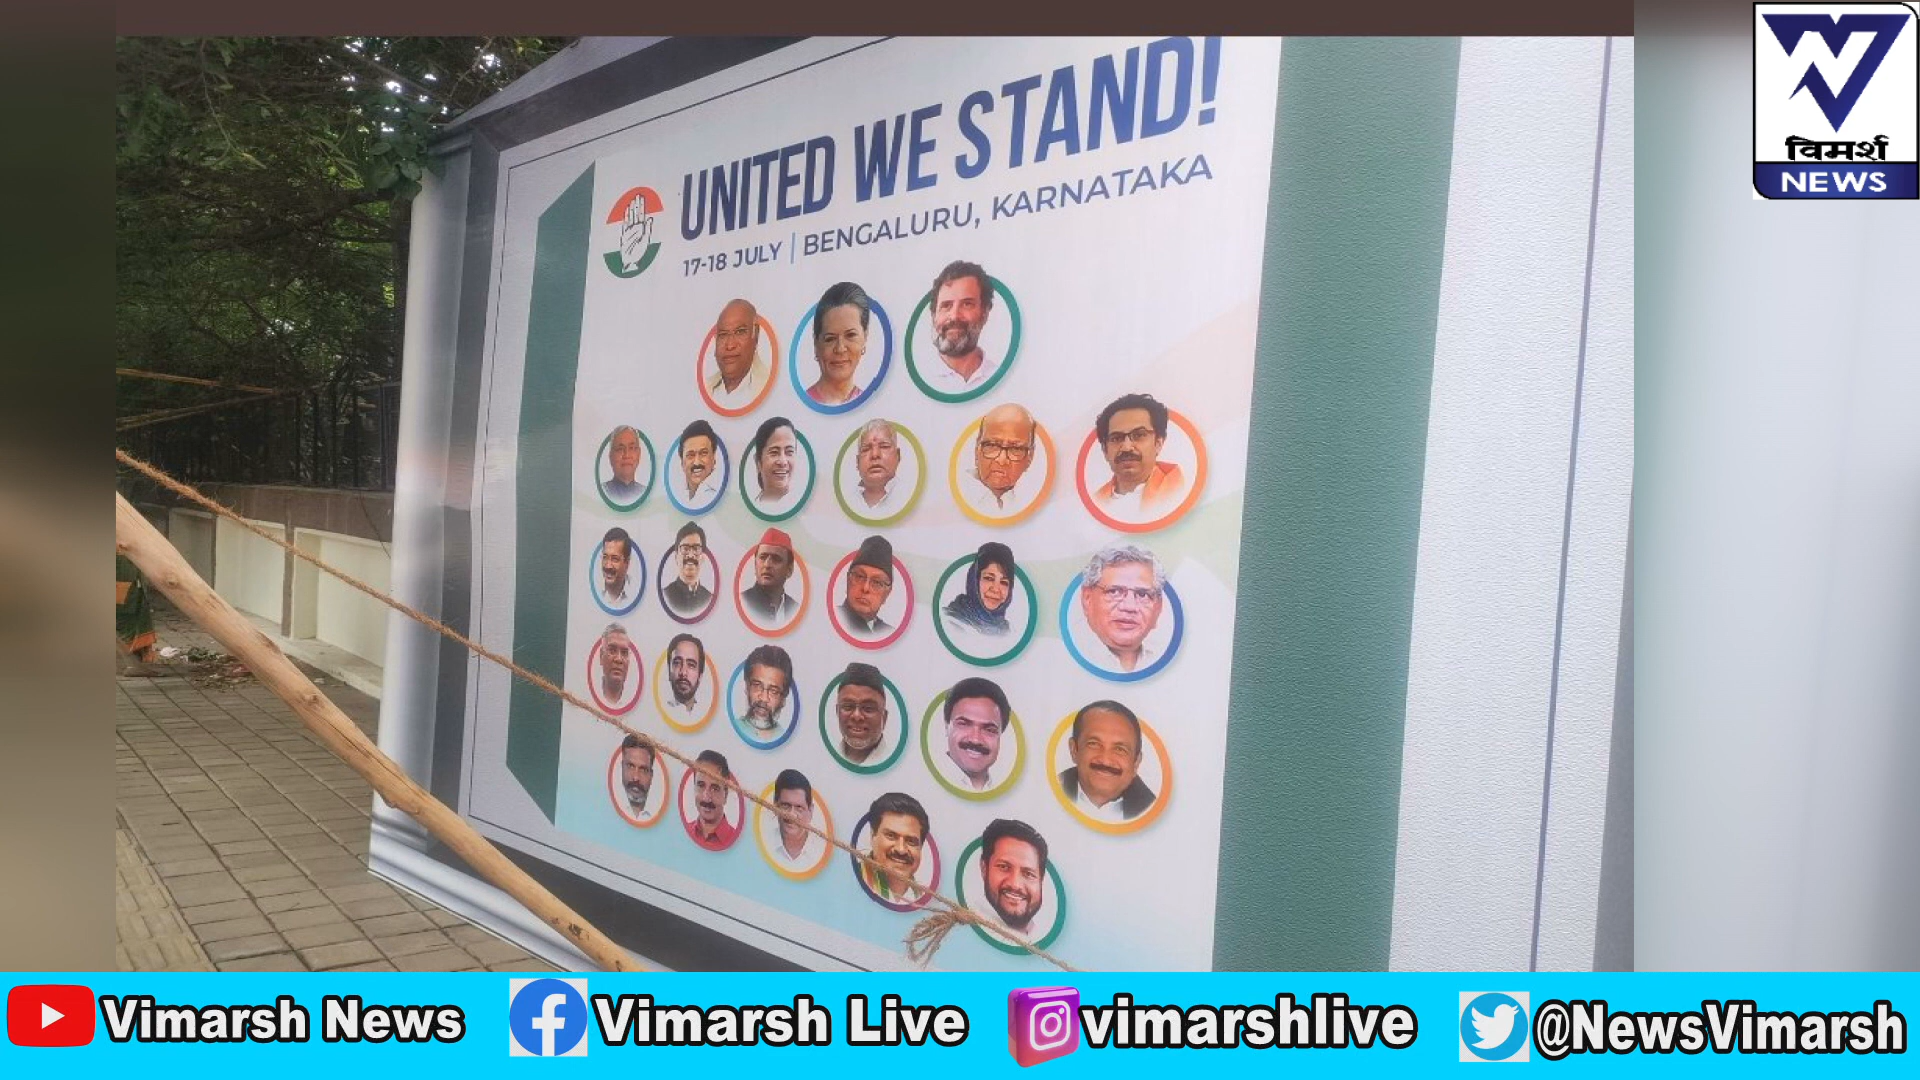 UNITED WE STAND!
17-18 JULY | BENGALURU, KARNATAKA
विमर्श
NEWS
Vimarsh News
Vimarsh Live
vimarshlive
@NewsVimarsh